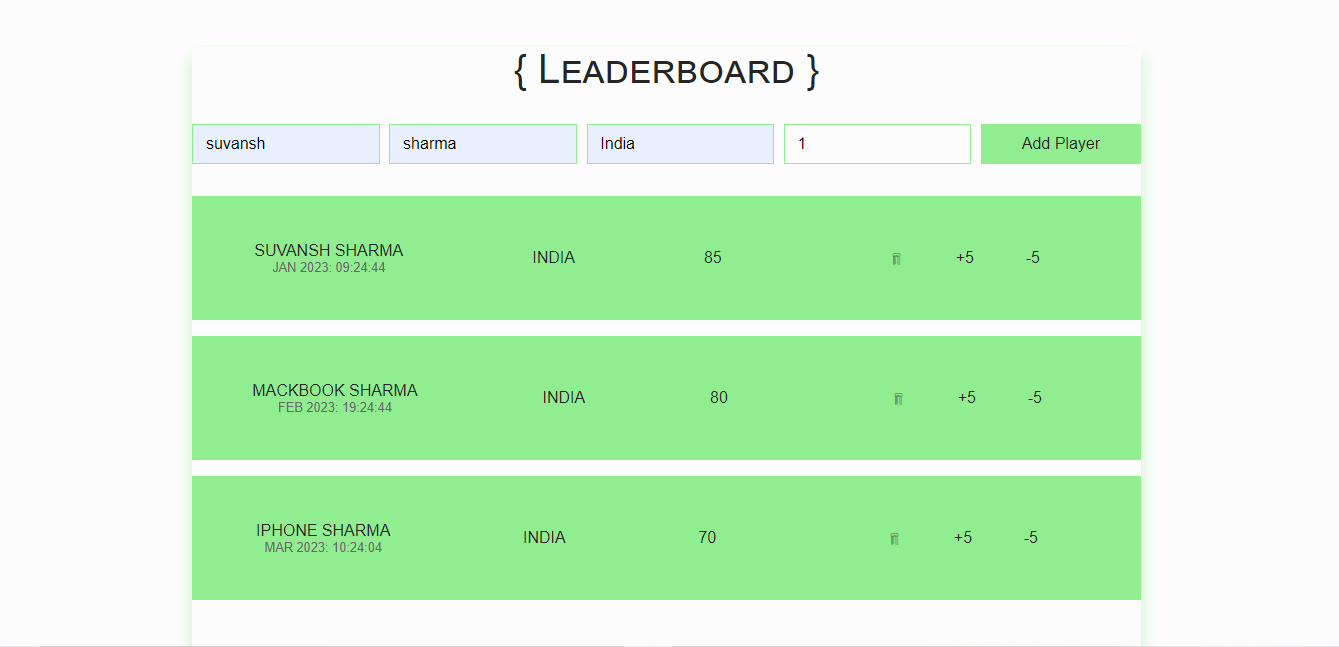 { LEADERBOARD }
suvansh sharma India 1 Add Player
SUVANSH SHARMA
JAN 2023: 09:24:44
INDIA 85 +5 -5
MACKBOOK SHARMA
FEB 2023: 19:24:44
INDIA 80 +5 -5
IPHONE SHARMA
MAR 2023: 10:24:04
INDIA 70 +5 -5